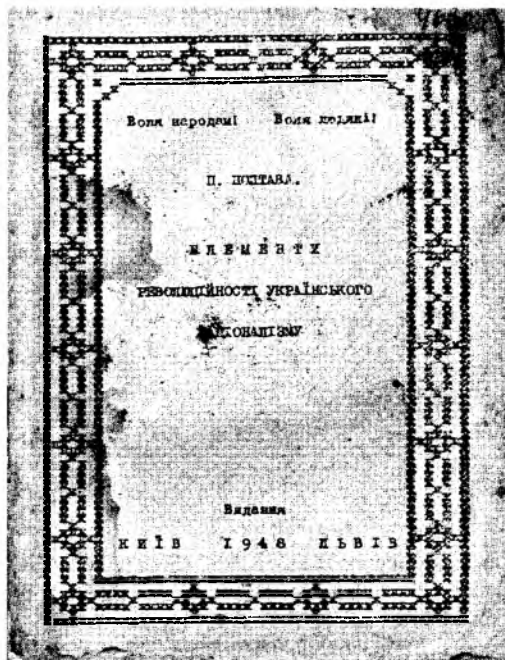 Воля народам! Воля людині!
П. ПОЛТАВА.
ЕЛЕМЕНТИ
РЕВОЛЮЦІЙНОСТІ УКРАЇНСЬКОГО
НАЦІОНАЛІЗМУ
Видання
КИЇВ 1948 ЛЬВІВ